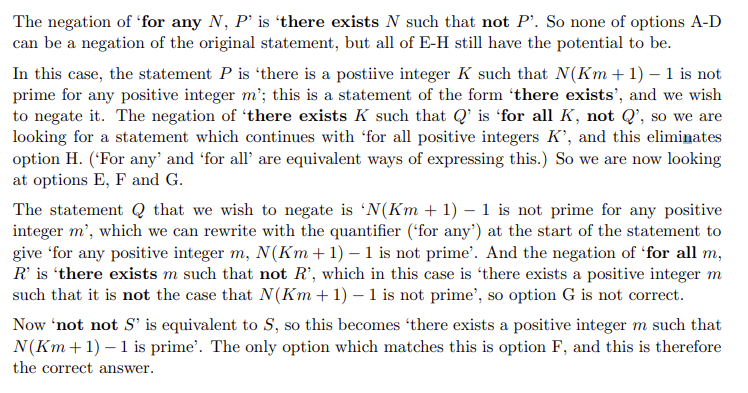 The negation of ‘for any N, P’ is ‘there exists N such that not P’. So none of options A-D
can be a negation of the original statement, but all of E-H still have the potential to be.
In this case, the statement P is ‘there is a postiive integer K such that N(Km + 1) − 1 is not
prime for any positive integer m’; this is a statement of the form ‘there exists’, and we wish
to negate it. The negation of ‘there exists K such that Q’ is ‘for all K, not Q’, so we are
looking for a statement which continues with ‘for all positive integers K’, and this eliminates
option H. (‘For any’ and ‘for all’ are equivalent ways of expressing this.) So we are now looking
at options E, F and G.
The statement Q that we wish to negate is ‘N(Km + 1) − 1 is not prime for any positive
integer m’, which we can rewrite with the quantifier (‘for any’) at the start of the statement to
give ‘for any positive integer m, N(Km + 1) − 1 is not prime’. And the negation of ‘for all m,
R’ is ‘there exists m such that not R’, which in this case is ‘there exists a positive integer m
such that it is not the case that N(Km + 1) − 1 is not prime’, so option G is not correct.
Now ‘not not S’ is equivalent to S, so this becomes ‘there exists a positive integer m such that
N(Km + 1) − 1 is prime’. The only option which matches this is option F, and this is therefore
the correct answer.